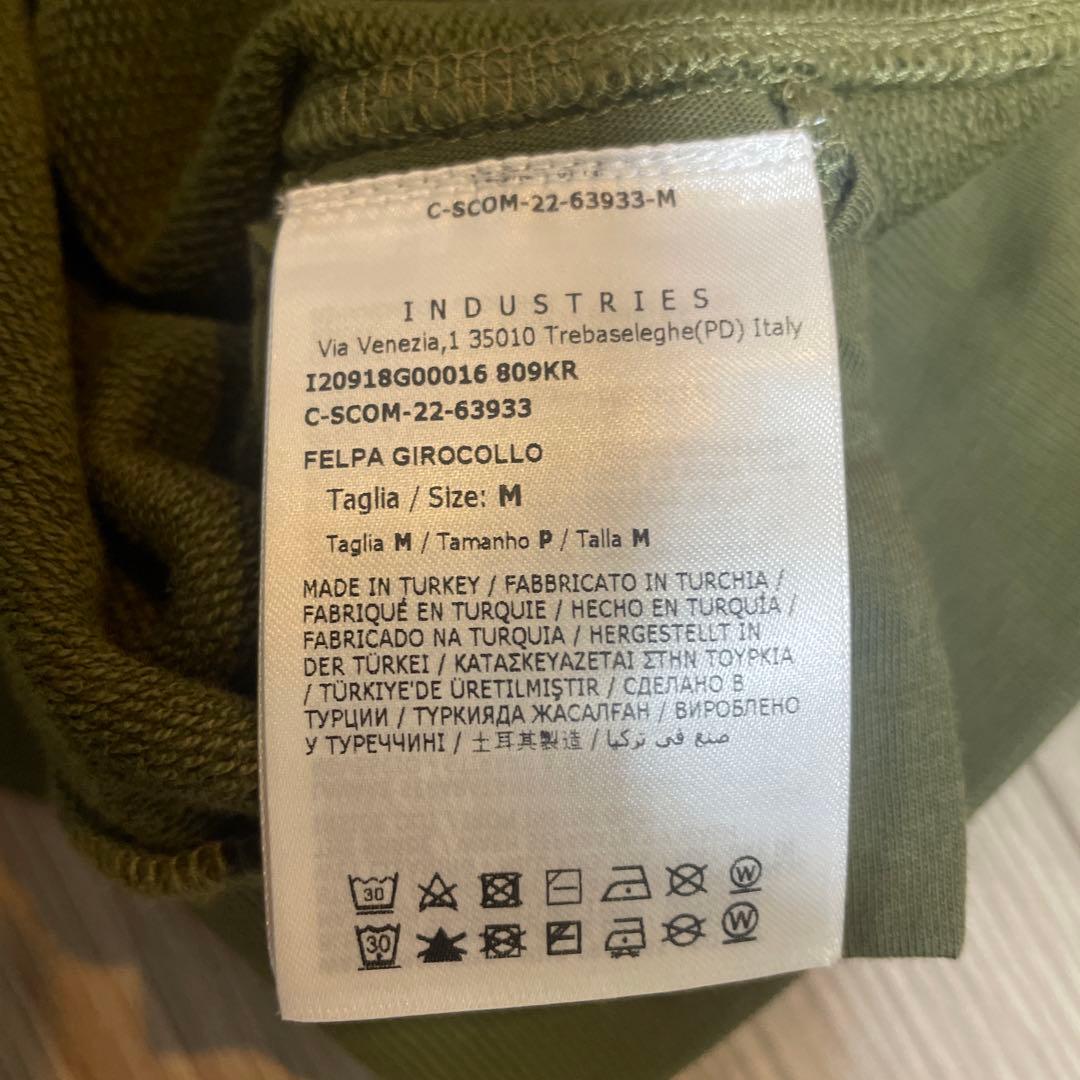 C-SCOM-22-63933-M
INDUSTRIES
Via Venezia,1 35010 Trebaseleghe(PD) Italy
I20918G00016 809KR
C-SCOM-22-63933
FELPA GIROCOLLO
Taglia / Size: M
Taglia M / Tamanho P / Talla M
MADE IN TURKEY / FABBRICATO IN TURCHIA /
FABRIQUÉ EN TURQUIE / HECHO EN TURQUÍA /
FABRICADO NA TURQUIA / HERGESTELLT IN
DER TÜRKEI / ΚΑΤΑΣΚΕΥΑΖΕΤΑΙ ΣΤΗΝ ΤΟΥΡΚΙΑ
/ TÜRKIYE'DE ÜRETILMIŞTIR / СДЕЛАНО В
ТУРЦИИ / ТҮРКИЯДА ЖАСАЛҒАН / ВИРОБЛЕНО
У ТУРЕЧЧИНІ / 土耳其製造 / صنع في تركيا
30 W
30 W